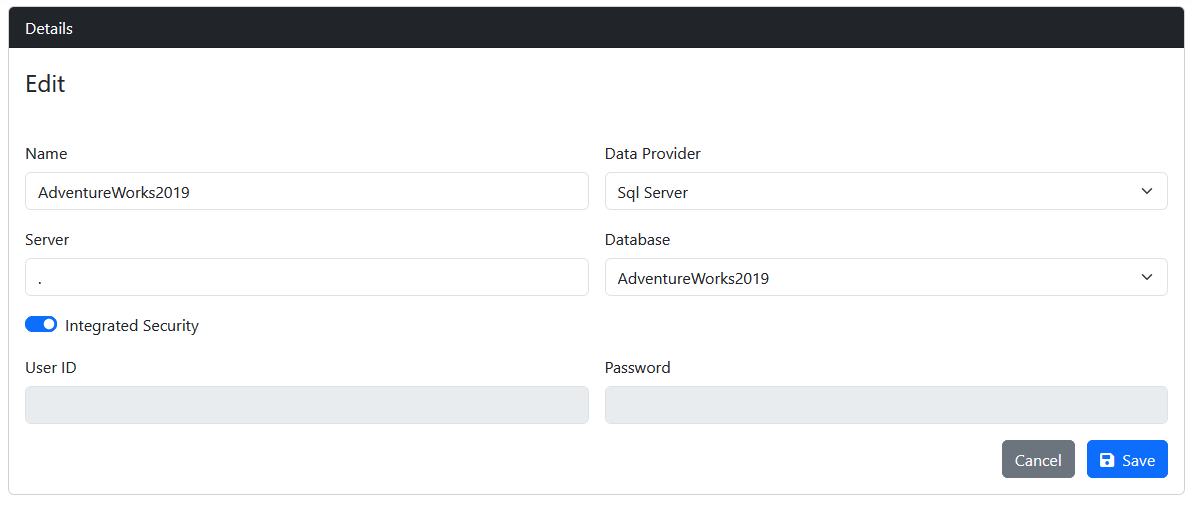 Details
Edit
Name
Data Provider
AdventureWorks2019
Sql Server
Server
Database
.
AdventureWorks2019
Integrated Security
User ID
Password
Cancel
Save